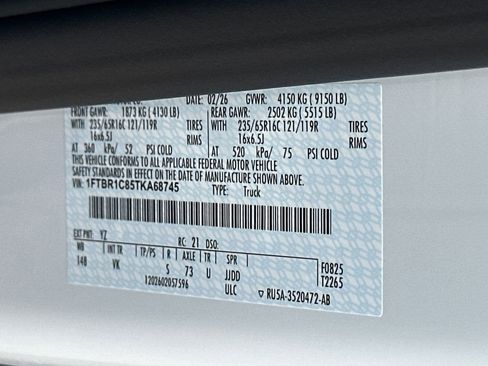 DATE: 02/26 GVWR: 4150 KG ( 9150 LB)
FRONT GAWR: 1873 KG ( 4130 LB) REAR GAWR: 2502 KG ( 5515 LB)
WITH 235/65R16C 121/119R TIRES WITH 235/65R16C 121/119R TIRES
16x6.5J RIMS 16x6.5J RIMS
AT 360 kPa/ 52 PSI COLD AT 520 kPa/ 75 PSI COLD
THIS VEHICLE CONFORMS TO ALL APPLICABLE FEDERAL MOTOR VEHICLE
SAFETY STANDARDS IN EFFECT ON THE DATE OF MANUFACTURE SHOWN ABOVE.
VIN: 1FTBR1C85TKA68745 TYPE: Truck
EXT PNT: YZ RC: 21 DSO:
WB INT TR TP/PS R AXLE TR SPR F0825
148 VK S 73 U JJDD T2265
1202602057596 ULC ▽ RU5A-3520472-AB